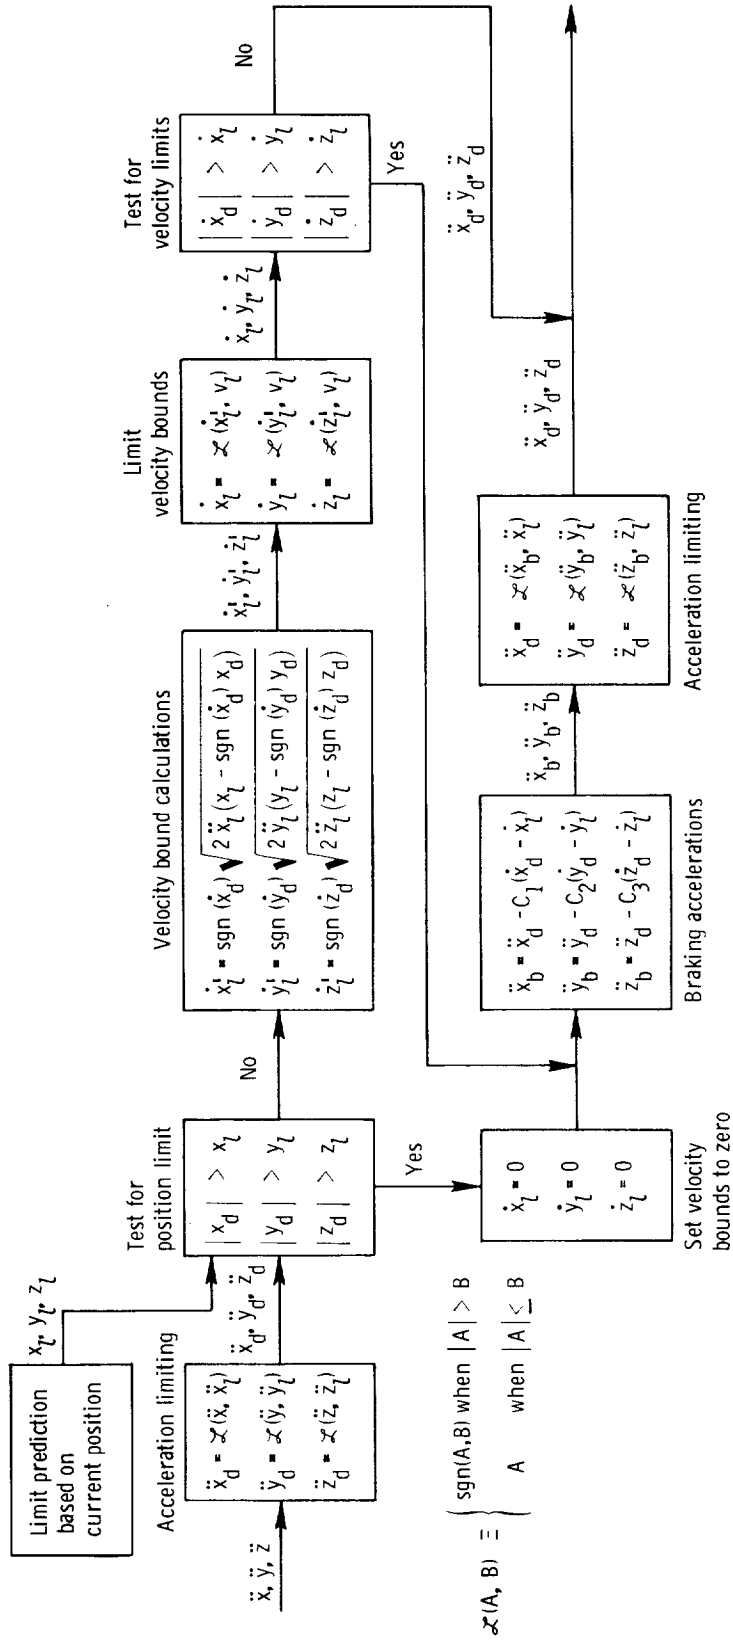 Limit prediction
based on
current position
x_l, y_l, z_l
Acceleration limiting
ẍ, ÿ, z̈
ẍ_d = ℒ(ẍ, ẍ_l)
ÿ_d = ℒ(ÿ, ÿ_l)
z̈_d = ℒ(z̈, z̈_l)
ẍ_d, ÿ_d, z̈_d
Test for
position limit
|x_d| > x_l
|y_d| > y_l
|z_d| > z_l
No
Yes
Velocity bound calculations
ẋ'_l = sgn (ẋ_d) √2 ẍ_l (x_l - sgn (ẋ_d) x_d)
ẏ'_l = sgn (ẏ_d) √2 ÿ_l (y_l - sgn (ẏ_d) y_d)
ż'_l = sgn (ż_d) √2 z̈_l (z_l - sgn (ż_d) z_d)
ẋ'_l, ẏ'_l, ż'_l
Limit
velocity bounds
ẋ_l = ℒ(ẋ'_l, v_l)
ẏ_l = ℒ(ẏ'_l, v_l)
ż_l = ℒ(ż'_l, v_l)
ẋ_l, ẏ_l, ż_l
Test for
velocity limits
|ẋ_d| > ẋ_l
|ẏ_d| > ẏ_l
|ż_d| > ż_l
No
Yes
ẍ_d, ÿ_d, z̈_d
ẋ_l = 0
ẏ_l = 0
ż_l = 0
Set velocity
bounds to zero
ẍ_b = ẍ_d - C_1(ẋ_d - ẋ_l)
ÿ_b = ÿ_d - C_2(ẏ_d - ẏ_l)
z̈_b = z̈_d - C_3(ż_d - ż_l)
Braking accelerations
ẍ_b, ÿ_b, z̈_b
ẍ_d = ℒ(ẍ_b, ẍ_l)
ÿ_d = ℒ(ÿ_b, ÿ_l)
z̈_d = ℒ(z̈_b, z̈_l)
Acceleration limiting
ẍ_d, ÿ_d, z̈_d
ℒ(A, B) ≡ { sgn(A,B) when |A| > B
A when |A| ≤ B